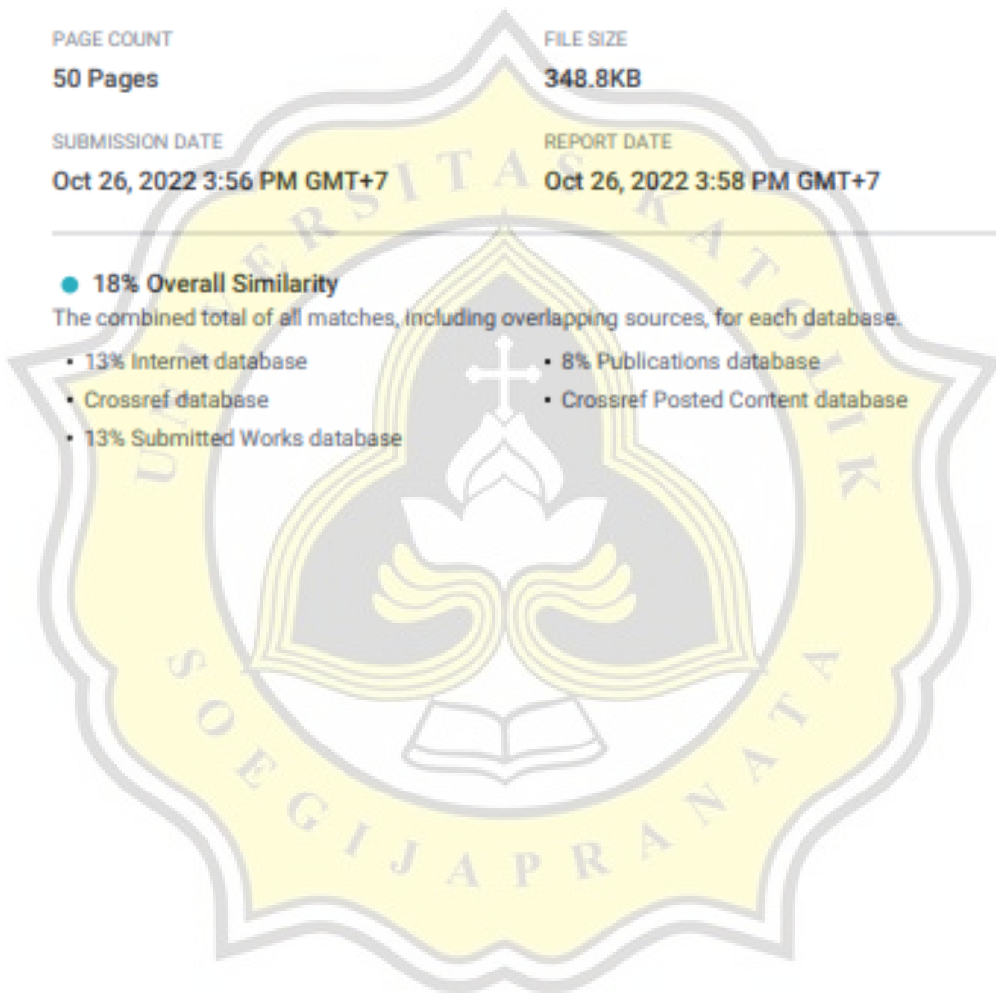 PAGE COUNT
50 Pages
FILE SIZE
348.8KB
SUBMISSION DATE
Oct 26, 2022 3:56 PM GMT+7
REPORT DATE
Oct 26, 2022 3:58 PM GMT+7
● 18% Overall Similarity
The combined total of all matches, including overlapping sources, for each database.
• 13% Internet database
• 8% Publications database
• Crossref database
• Crossref Posted Content database
• 13% Submitted Works database
UNIVERSITAS KATOLIK
SOEGIJAPRANATA